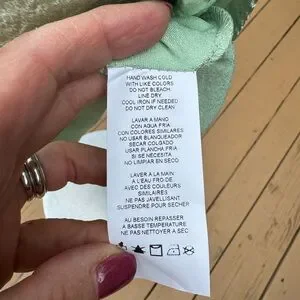 HAND WASH COLD
WITH LIKE COLORS
DO NOT BLEACH
LINE DRY
COOL IRON IF NEEDED
DO NOT DRY CLEAN
LAVAR A MANO
CON AGUA FRIA
CON COLORES SIMILARES
NO USAR BLANQUEADOR
SECAR COLGADO
USAR PLANCHA FRIA
SI SE NECESITA
NO LIMPIAR EN SECO
LAVER A LA MAIN
A L'EAU FRO DE
AVEC DES COULEURS
SIMILAIRES
NE PAS JAVELLISANT
SUSPENDRE POUR SECHER
AU BESOIN REPASSER
A BASSE TEMPERATURE
NE PAS NETTOYER A SEC